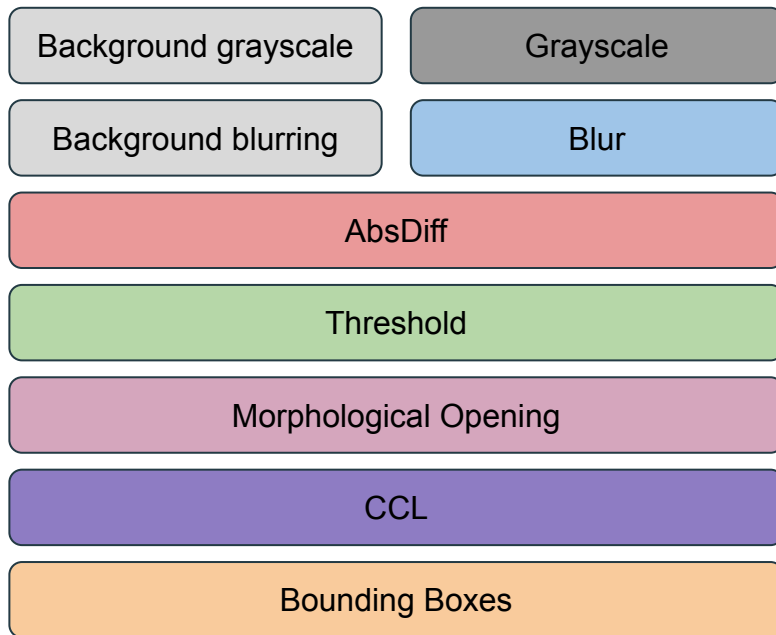 Background grayscale
Grayscale
Background blurring
Blur
AbsDiff
Threshold
Morphological Opening
CCL
Bounding Boxes